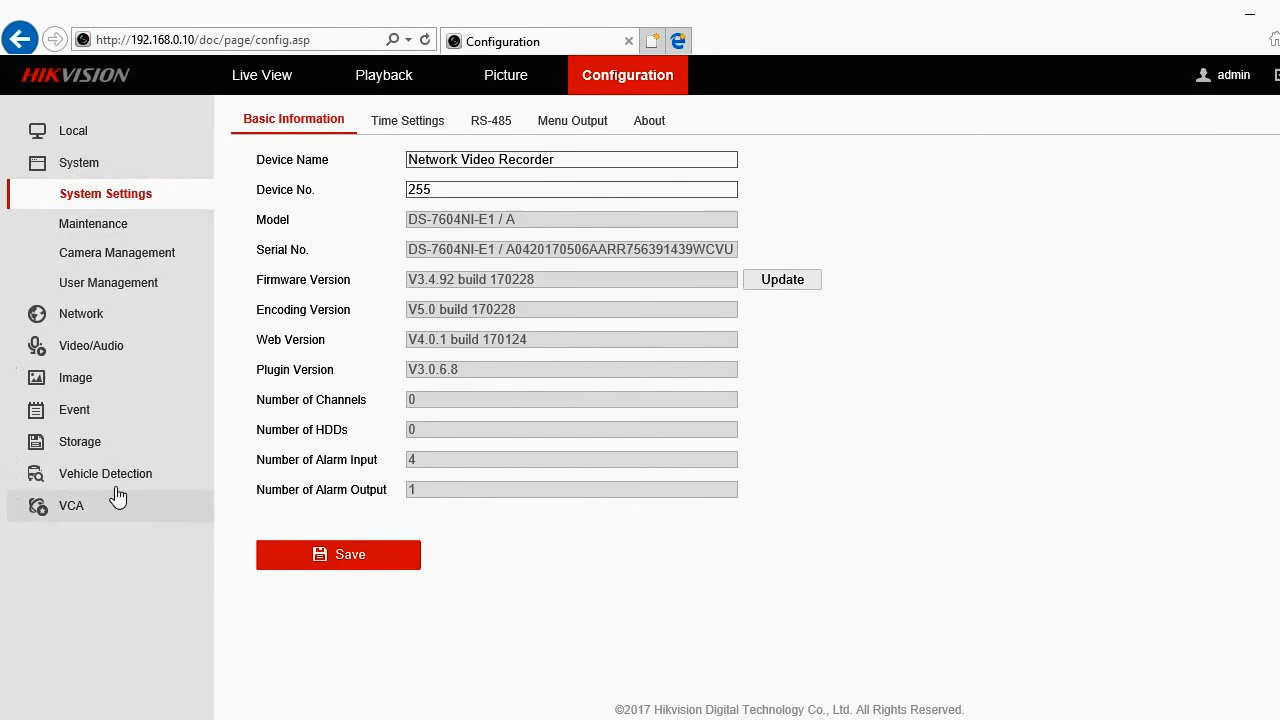 http://192.168.0.10/doc/page/config.asp
Configuration
HIKVISION
Live View
Playback
Picture
Configuration
admin
Local
System
System Settings
Maintenance
Camera Management
User Management
Network
Video/Audio
Image
Event
Storage
Vehicle Detection
VCA
Basic Information
Time Settings
RS-485
Menu Output
About
Device Name Network Video Recorder
Device No. 255
Model DS-7604NI-E1 / A
Serial No. DS-7604NI-E1 / A0420170506AARR756391439WCVU
Firmware Version V3.4.92 build 170228 Update
Encoding Version V5.0 build 170228
Web Version V4.0.1 build 170124
Plugin Version V3.0.6.8
Number of Channels 0
Number of HDDs 0
Number of Alarm Input 4
Number of Alarm Output 1
Save
©2017 Hikvision Digital Technology Co., Ltd. All Rights Reserved.